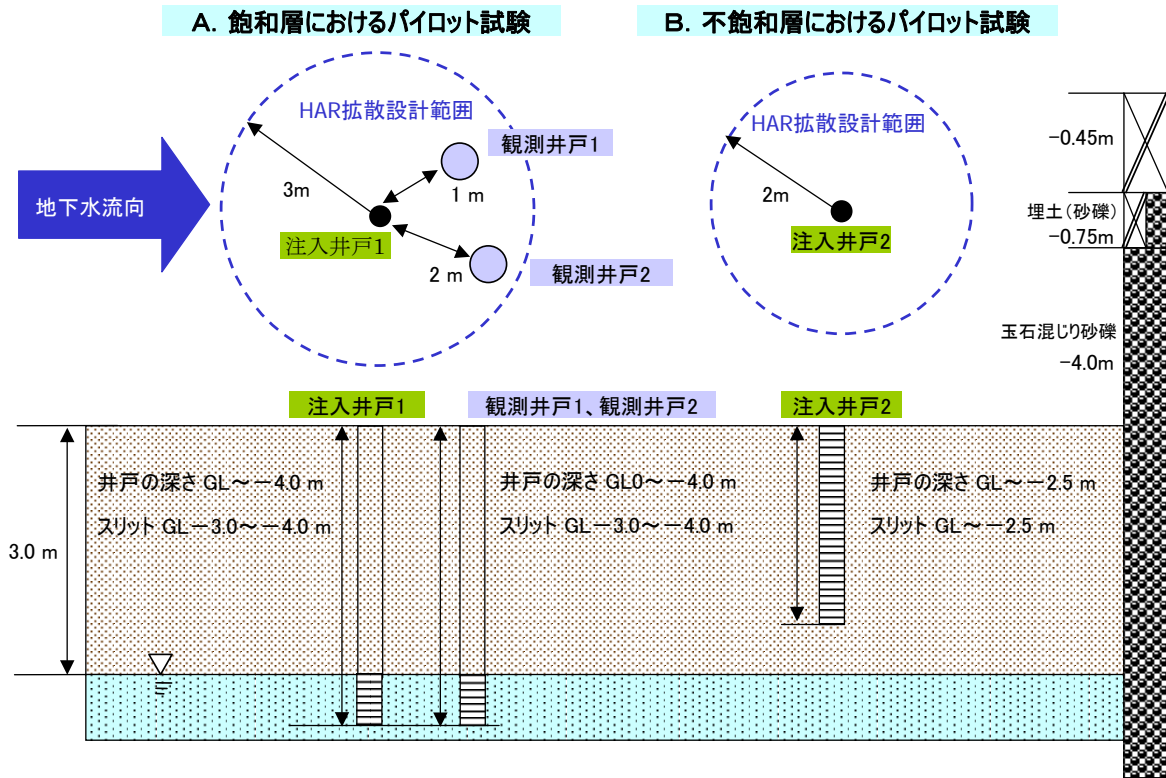 A. 飽和層におけるパイロット試験
B. 不飽和層におけるパイロット試験
HAR拡散設計範囲
観測井戸1
3m
1 m
地下水流向
注入井戸1
2 m
観測井戸2
HAR拡散設計範囲
2m
注入井戸2
-0.45m
埋土(砂礫)
-0.75m
玉石混じり砂礫
-4.0m
注入井戸1
観測井戸1、観測井戸2
注入井戸2
井戸の深さ GL~-4.0 m
スリット GL-3.0~-4.0 m
井戸の深さ GL0~-4.0 m
スリット GL-3.0~-4.0 m
井戸の深さ GL~-2.5 m
スリット GL~-2.5 m
3.0 m